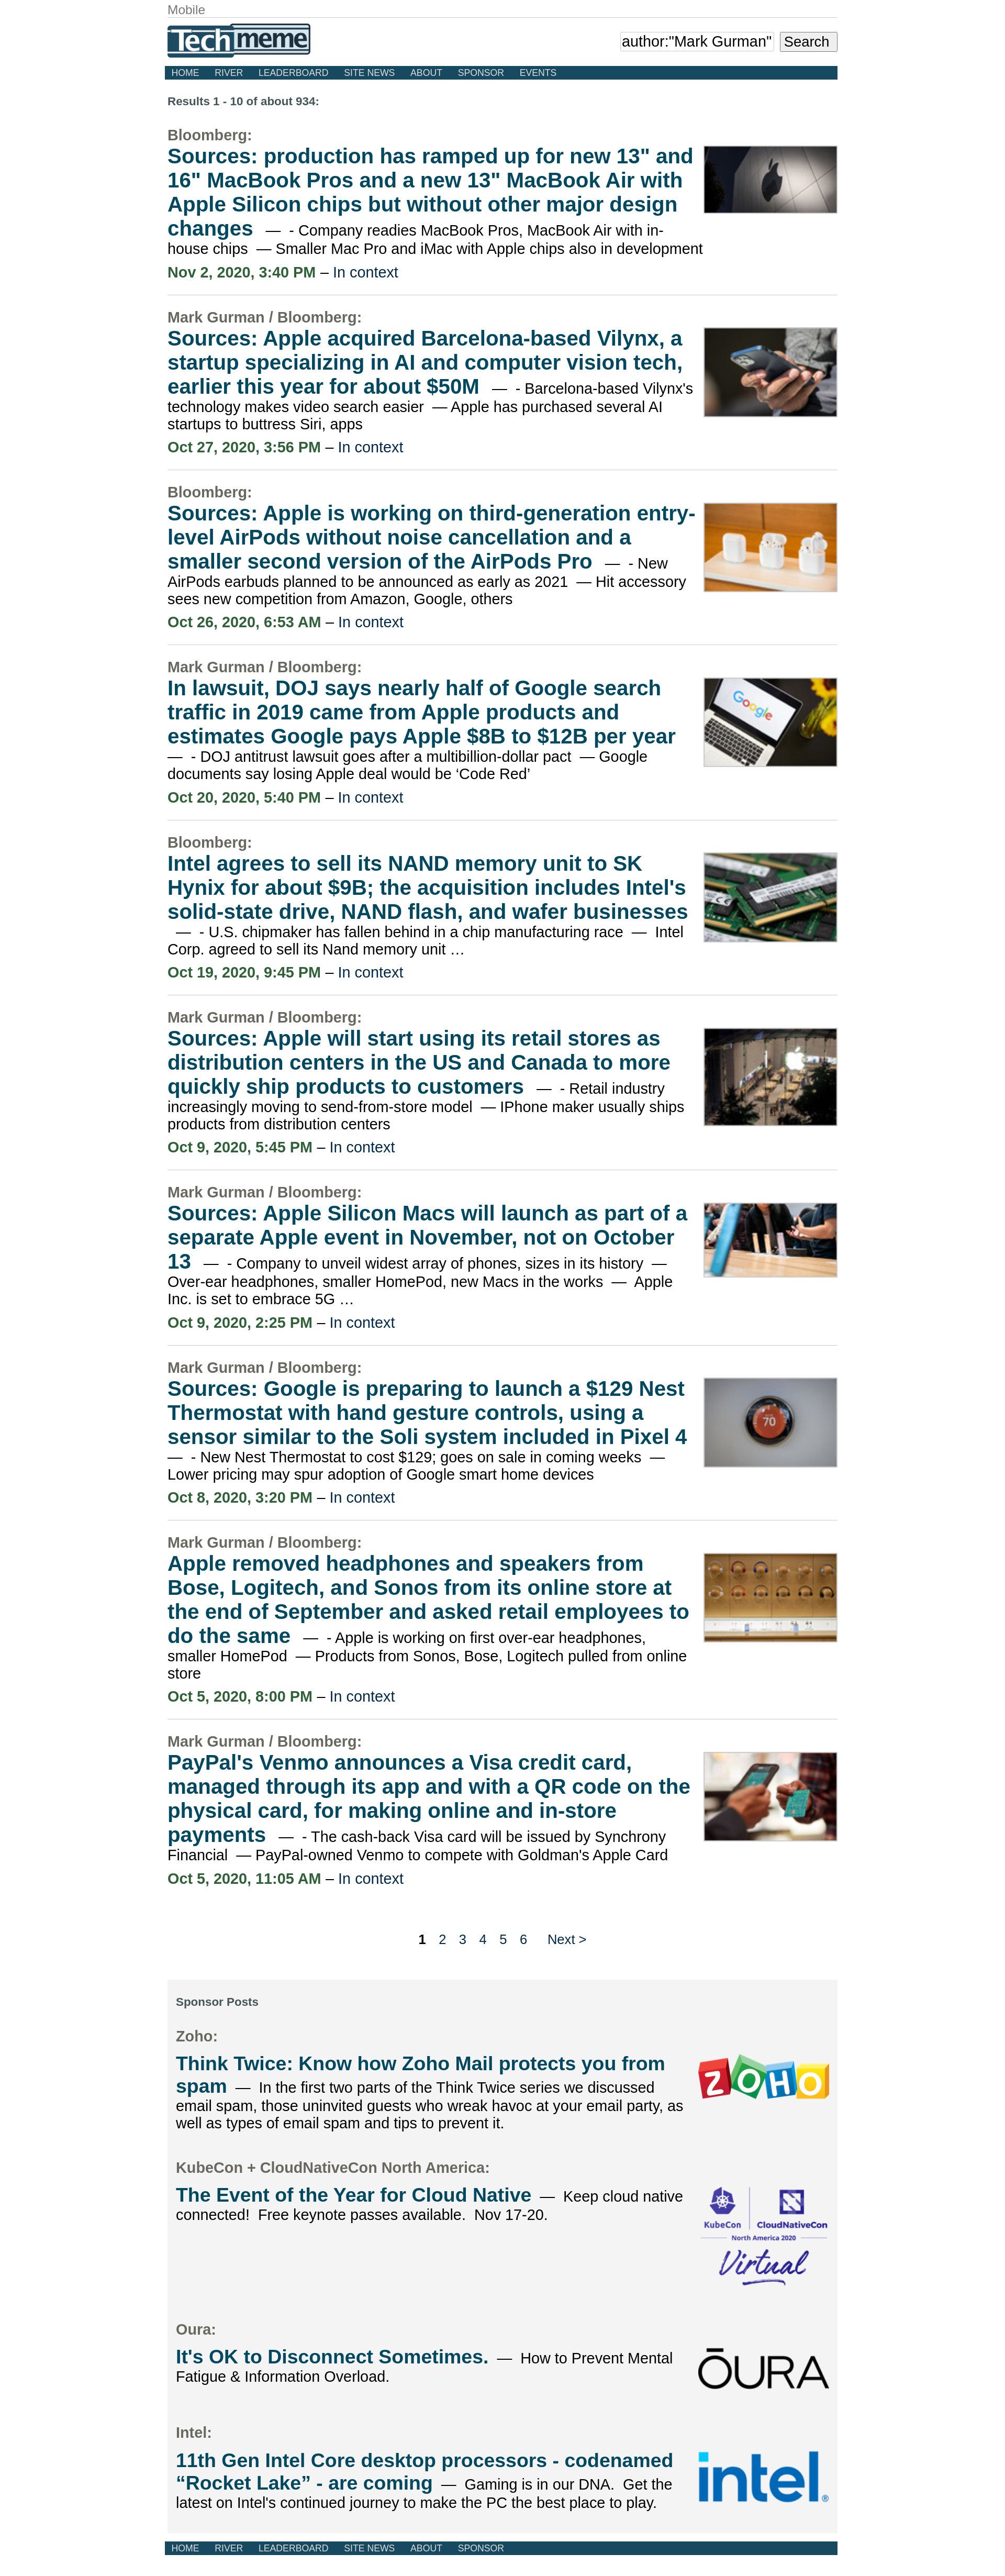 Mobile
Techmeme
author:"Mark Gurman" Search
HOME RIVER LEADERBOARD SITE NEWS ABOUT SPONSOR EVENTS
Results 1 - 10 of about 934:
Bloomberg:
Sources: production has ramped up for new 13" and
16" MacBook Pros and a new 13" MacBook Air with
Apple Silicon chips but without other major design
changes — - Company readies MacBook Pros, MacBook Air with in-
house chips — Smaller Mac Pro and iMac with Apple chips also in development
Nov 2, 2020, 3:40 PM – In context
Mark Gurman / Bloomberg:
Sources: Apple acquired Barcelona-based Vilynx, a
startup specializing in AI and computer vision tech,
earlier this year for about $50M — - Barcelona-based Vilynx's
technology makes video search easier — Apple has purchased several AI
startups to buttress Siri, apps
Oct 27, 2020, 3:56 PM – In context
Bloomberg:
Sources: Apple is working on third-generation entry-
level AirPods without noise cancellation and a
smaller second version of the AirPods Pro — - New
AirPods earbuds planned to be announced as early as 2021 — Hit accessory
sees new competition from Amazon, Google, others
Oct 26, 2020, 6:53 AM – In context
Mark Gurman / Bloomberg:
In lawsuit, DOJ says nearly half of Google search
traffic in 2019 came from Apple products and
estimates Google pays Apple $8B to $12B per year
— - DOJ antitrust lawsuit goes after a multibillion-dollar pact — Google
documents say losing Apple deal would be ‘Code Red’
Google
Oct 20, 2020, 5:40 PM – In context
Bloomberg:
Intel agrees to sell its NAND memory unit to SK
Hynix for about $9B; the acquisition includes Intel's
solid-state drive, NAND flash, and wafer businesses
— - U.S. chipmaker has fallen behind in a chip manufacturing race — Intel
Corp. agreed to sell its Nand memory unit …
Oct 19, 2020, 9:45 PM – In context
Mark Gurman / Bloomberg:
Sources: Apple will start using its retail stores as
distribution centers in the US and Canada to more
quickly ship products to customers — - Retail industry
increasingly moving to send-from-store model — IPhone maker usually ships
products from distribution centers
Oct 9, 2020, 5:45 PM – In context
Mark Gurman / Bloomberg:
Sources: Apple Silicon Macs will launch as part of a
separate Apple event in November, not on October
13 — - Company to unveil widest array of phones, sizes in its history —
Over-ear headphones, smaller HomePod, new Macs in the works — Apple
Inc. is set to embrace 5G …
Oct 9, 2020, 2:25 PM – In context
Mark Gurman / Bloomberg:
Sources: Google is preparing to launch a $129 Nest
Thermostat with hand gesture controls, using a
sensor similar to the Soli system included in Pixel 4
— - New Nest Thermostat to cost $129; goes on sale in coming weeks —
Lower pricing may spur adoption of Google smart home devices
70
Oct 8, 2020, 3:20 PM – In context
Mark Gurman / Bloomberg:
Apple removed headphones and speakers from
Bose, Logitech, and Sonos from its online store at
the end of September and asked retail employees to
do the same — - Apple is working on first over-ear headphones,
smaller HomePod — Products from Sonos, Bose, Logitech pulled from online
store
Oct 5, 2020, 8:00 PM – In context
Mark Gurman / Bloomberg:
PayPal's Venmo announces a Visa credit card,
managed through its app and with a QR code on the
physical card, for making online and in-store
payments — - The cash-back Visa card will be issued by Synchrony
Financial — PayPal-owned Venmo to compete with Goldman's Apple Card
Oct 5, 2020, 11:05 AM – In context
1 2 3 4 5 6 Next >
Sponsor Posts
Zoho:
Think Twice: Know how Zoho Mail protects you from
spam — In the first two parts of the Think Twice series we discussed
email spam, those uninvited guests who wreak havoc at your email party, as
well as types of email spam and tips to prevent it.
ZOHO
KubeCon + CloudNativeCon North America:
The Event of the Year for Cloud Native — Keep cloud native
connected! Free keynote passes available. Nov 17-20.
KubeCon CloudNativeCon
North America 2020
Virtual
Oura:
It's OK to Disconnect Sometimes. — How to Prevent Mental
Fatigue & Information Overload.
ŌURA
Intel:
11th Gen Intel Core desktop processors - codenamed
“Rocket Lake” - are coming — Gaming is in our DNA. Get the
latest on Intel's continued journey to make the PC the best place to play.
intel®
HOME RIVER LEADERBOARD SITE NEWS ABOUT SPONSOR